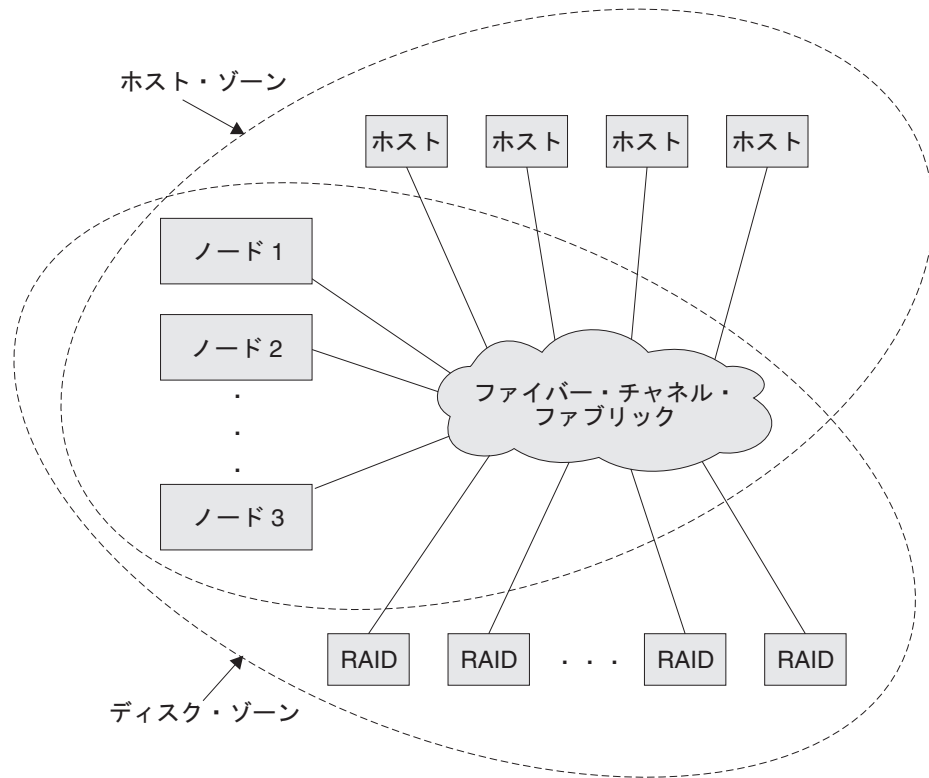 ホスト・ゾーン
ホスト
ホスト
ホスト
ホスト
ノード 1
ノード 2
・
・
・
ノード 3
ファイバー・チャネル・
ファブリック
RAID
RAID
・・・
RAID
RAID
ディスク・ゾーン